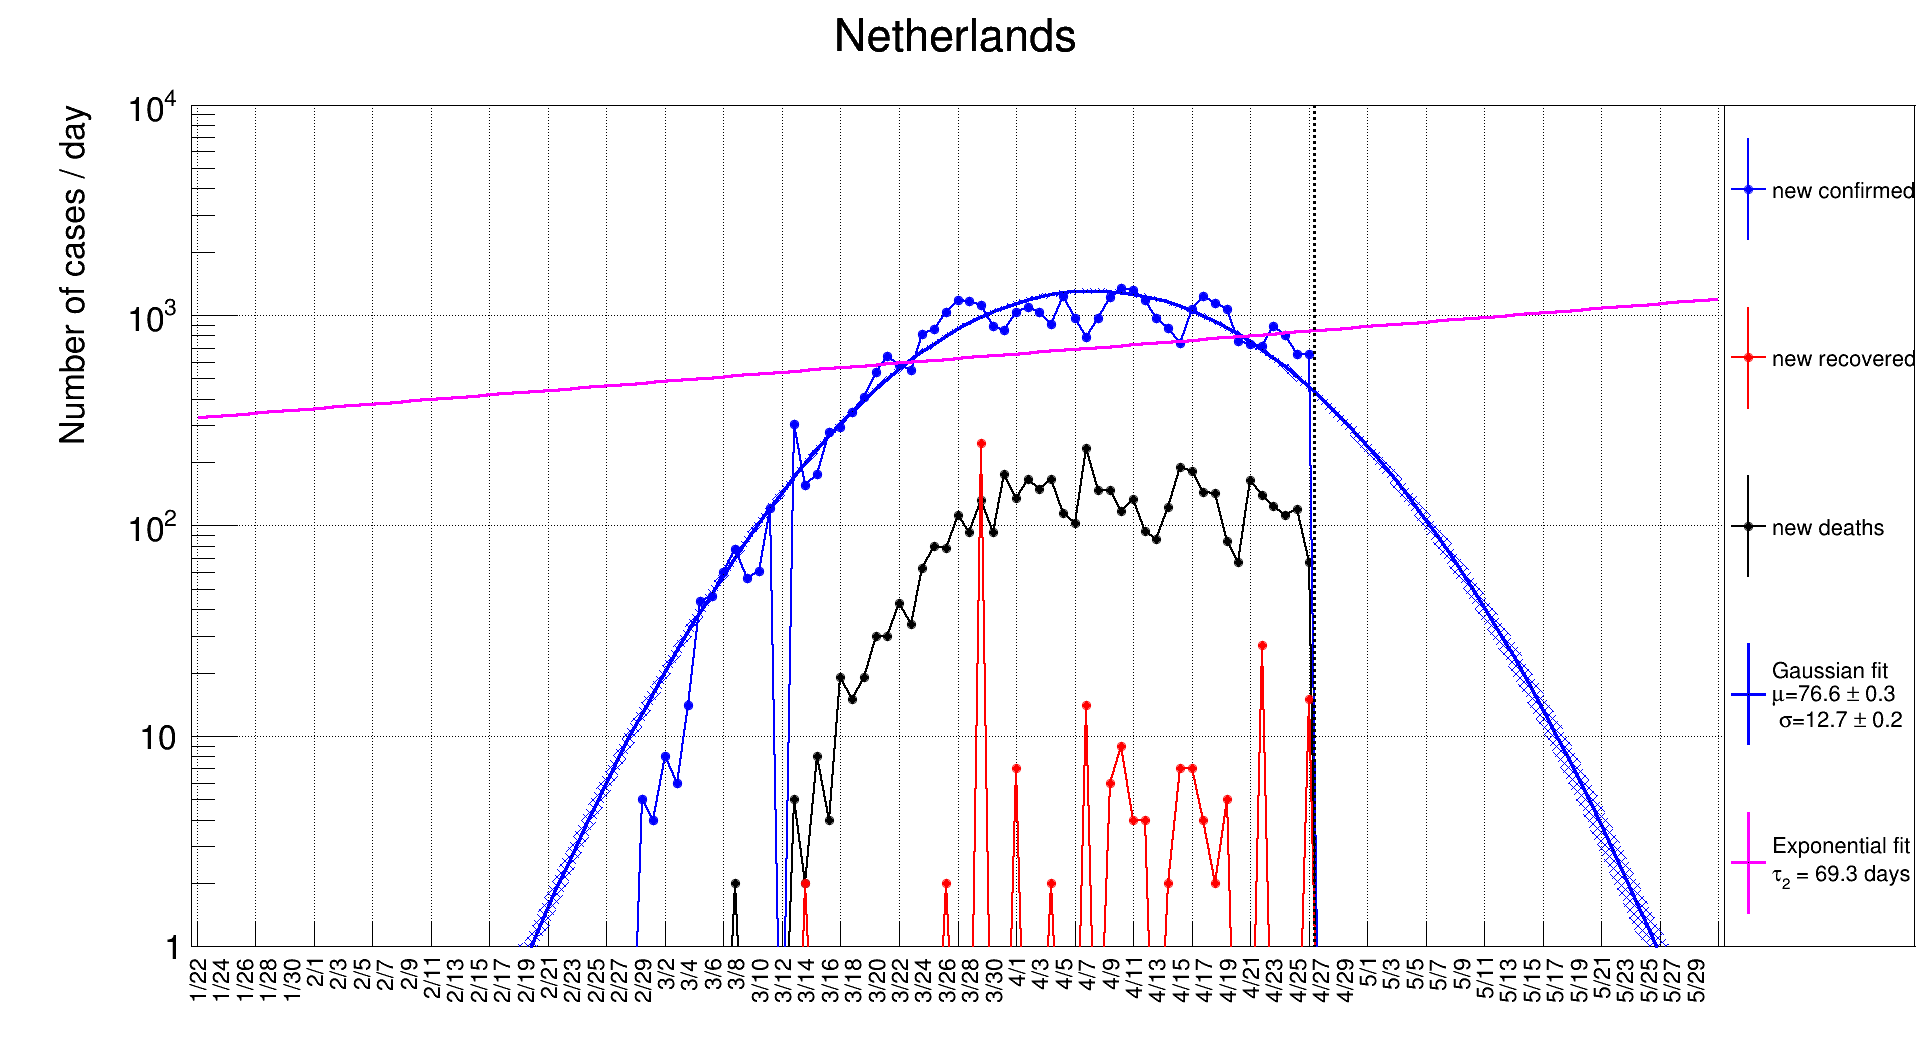 Netherlands
Number of cases / day
10⁴
10³
10²
10
1
1/22 1/24 1/26 1/28 1/30 2/1 2/3 2/5 2/7 2/9 2/11 2/13 2/15 2/17 2/19 2/21 2/23 2/25 2/27 2/29 3/2 3/4 3/6 3/8 3/10 3/12 3/14 3/16 3/18 3/20 3/22 3/24 3/26 3/28 3/30 4/1 4/3 4/5 4/7 4/9 4/11 4/13 4/15 4/17 4/19 4/21 4/23 4/25 4/27 4/29 5/1 5/3 5/5 5/7 5/9 5/11 5/13 5/15 5/17 5/19 5/21 5/23 5/25 5/27 5/29
new confirmed
new recovered
new deaths
Gaussian fit
μ=76.6 ± 0.3
σ=12.7 ± 0.2
Exponential fit
τ₂ = 69.3 days